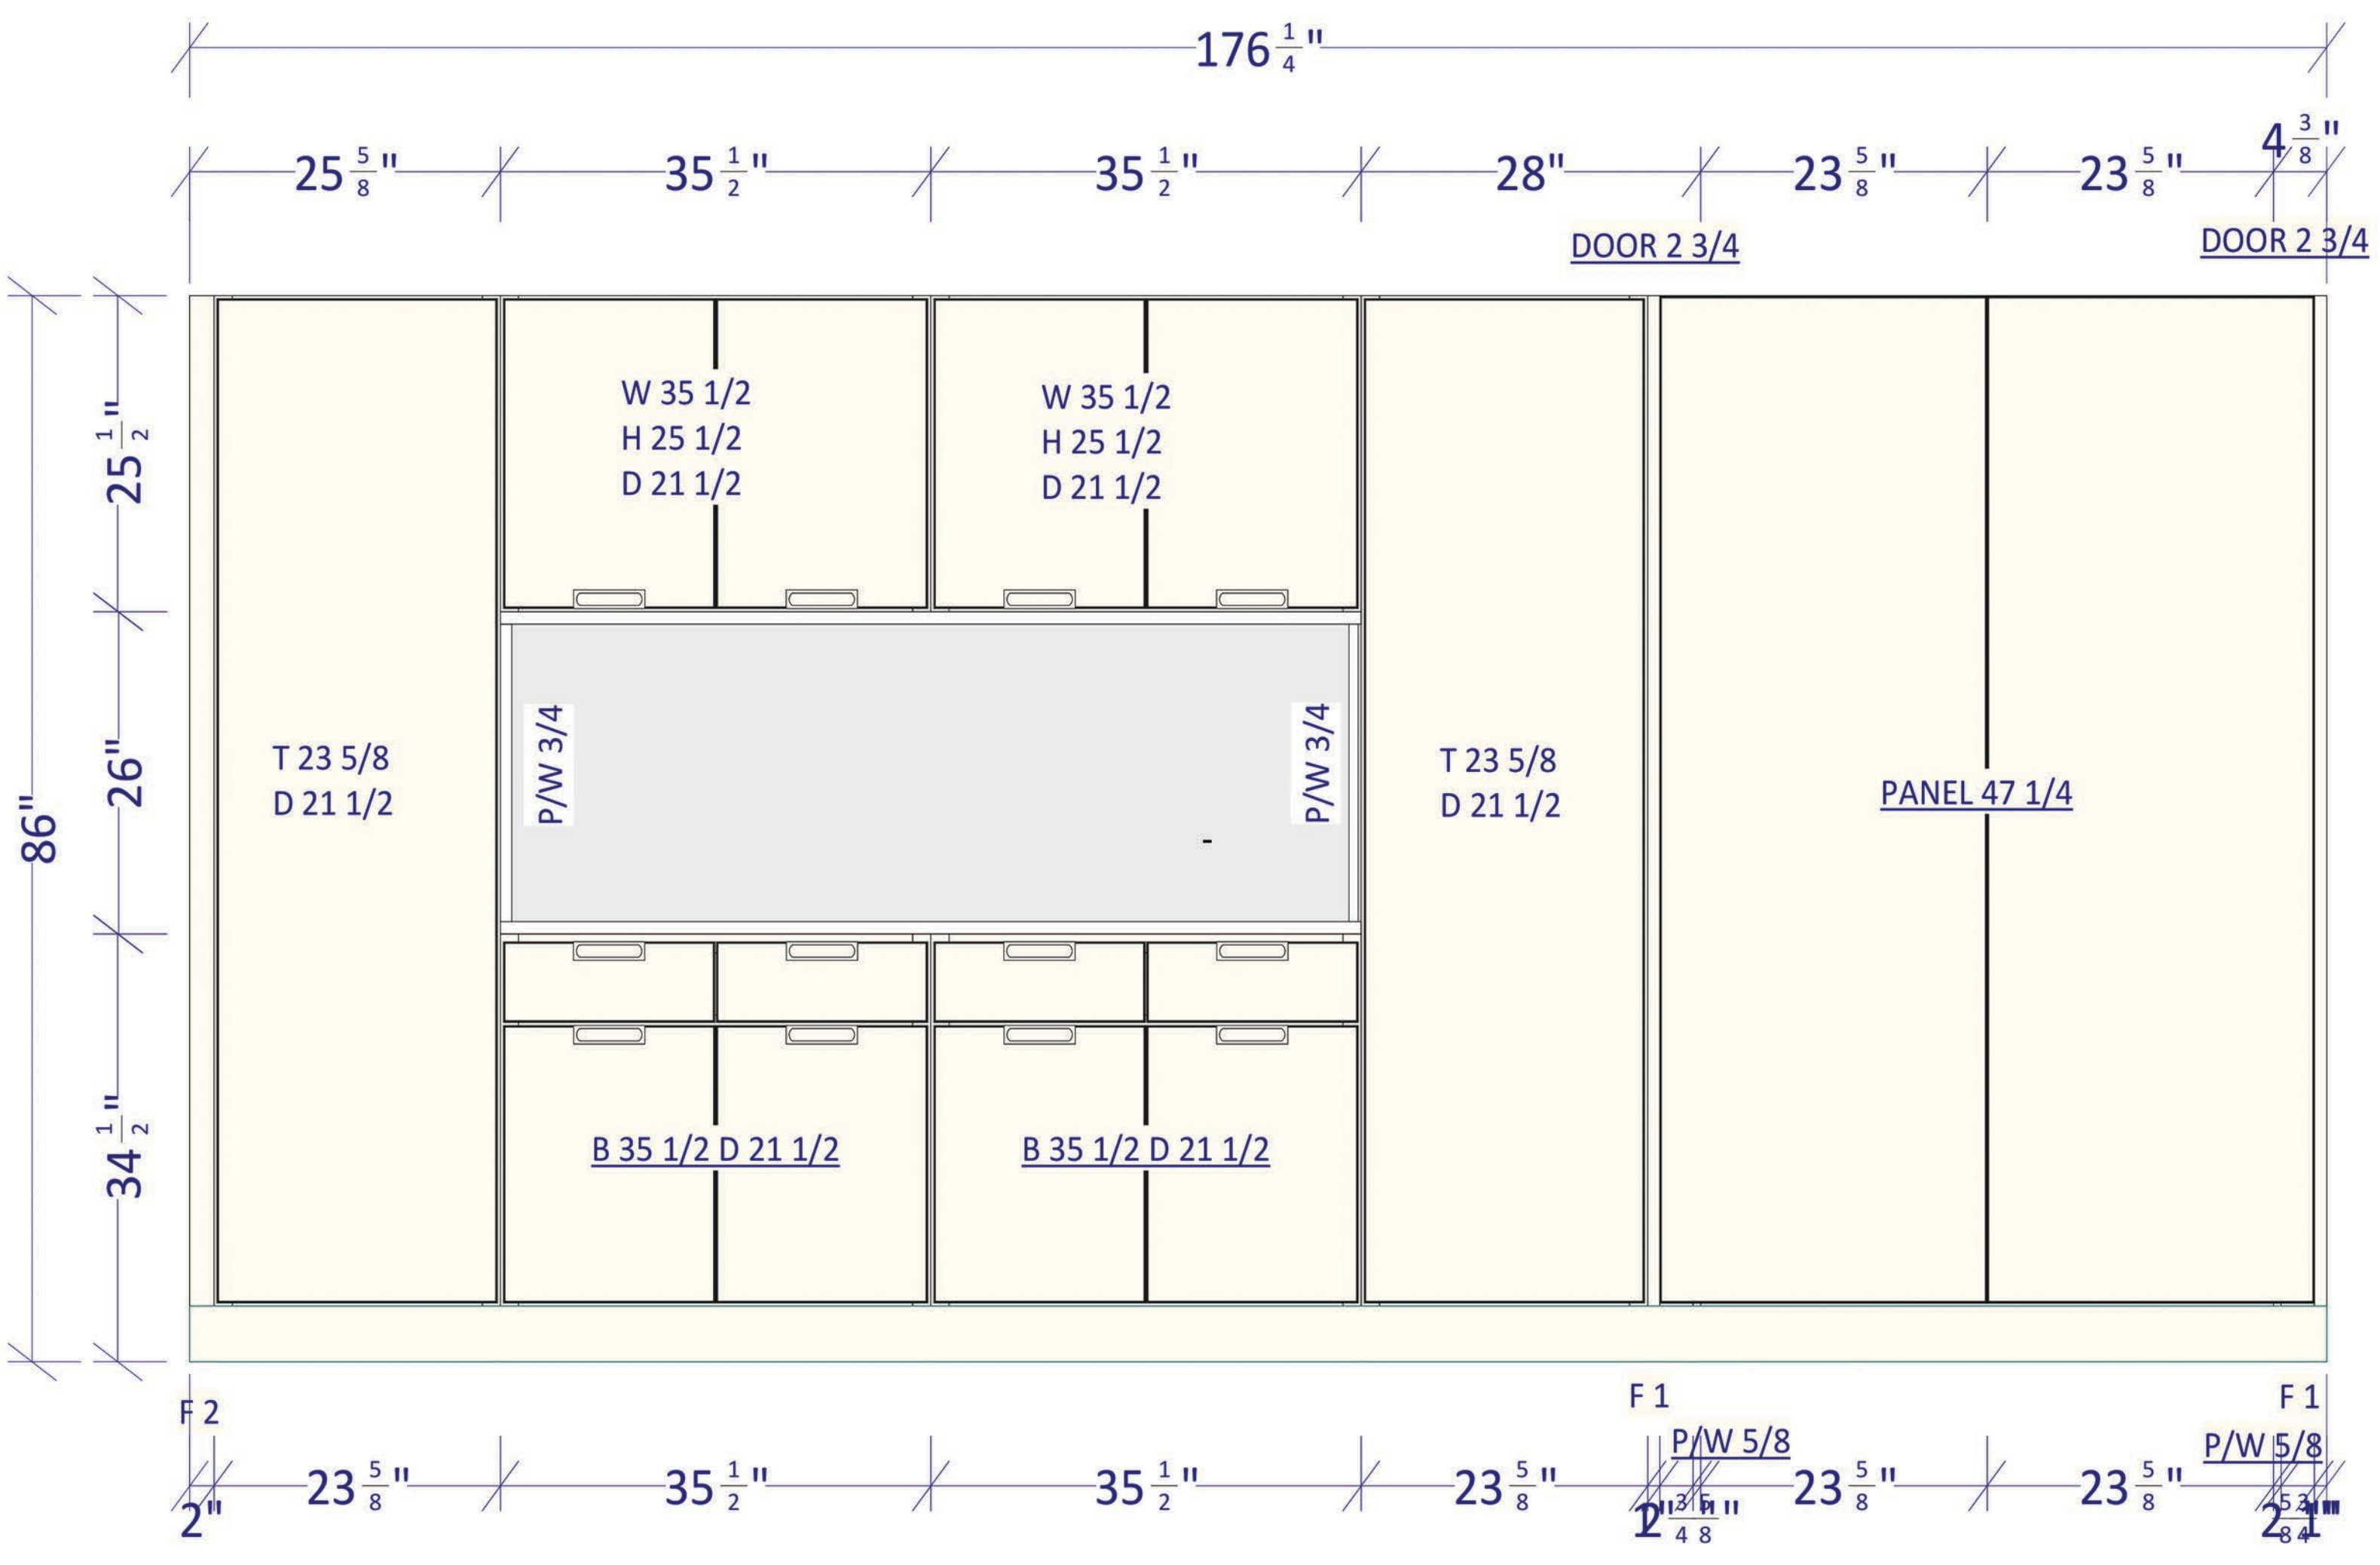 176 1/4"
25 5/8" 35 1/2" 35 1/2" 28" 23 5/8" 23 5/8" 4 3/8"
DOOR 2 3/4 DOOR 2 3/4
86"
25 1/2"
26"
34 1/2"
W 35 1/2
H 25 1/2
D 21 1/2
W 35 1/2
H 25 1/2
D 21 1/2
P/W 3/4
P/W 3/4
T 23 5/8
D 21 1/2
T 23 5/8
D 21 1/2
PANEL 47 1/4
-
B 35 1/2 D 21 1/2
B 35 1/2 D 21 1/2
F 2
F 1
F 1
P/W 5/8
P/W 5/8
2" 23 5/8" 35 1/2" 35 1/2" 23 5/8" 23 5/8" 23 5/8"